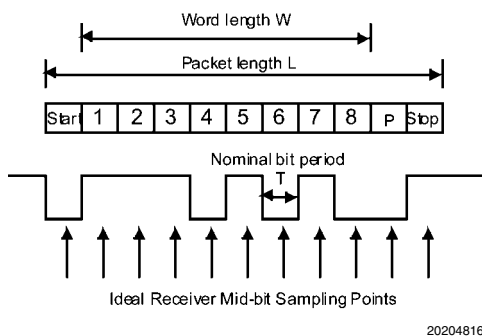 Word length W
Packet length L
Start 1 2 3 4 5 6 7 8 P Stop
Nominal bit period
T
Ideal Receiver Mid-bit Sampling Points
20204816